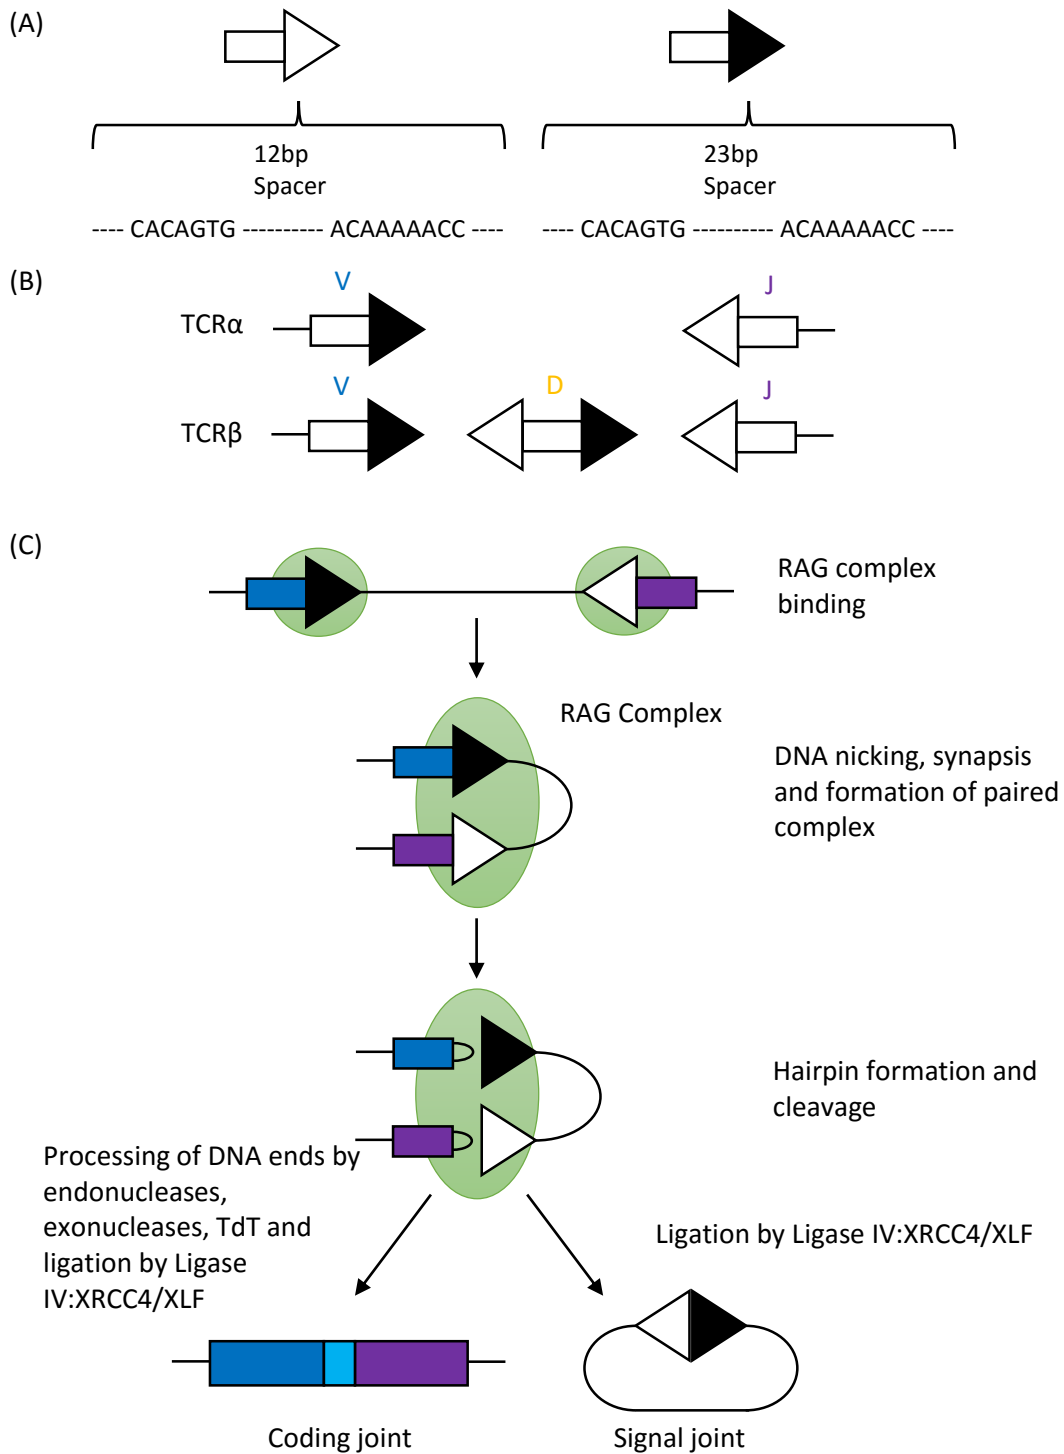 (A)
12bp
Spacer
---- CACAGTG ---------- ACAAAAACC ----
23bp
Spacer
---- CACAGTG ---------- ACAAAAACC ----
(B)
V
J
TCRα
V
D
J
TCRβ
(C)
RAG complex
binding
RAG Complex
DNA nicking, synapsis
and formation of paired
complex
Hairpin formation and
cleavage
Processing of DNA ends by
endonucleases,
exonucleases, TdT and
ligation by Ligase
IV:XRCC4/XLF
Ligation by Ligase IV:XRCC4/XLF
Coding joint
Signal joint